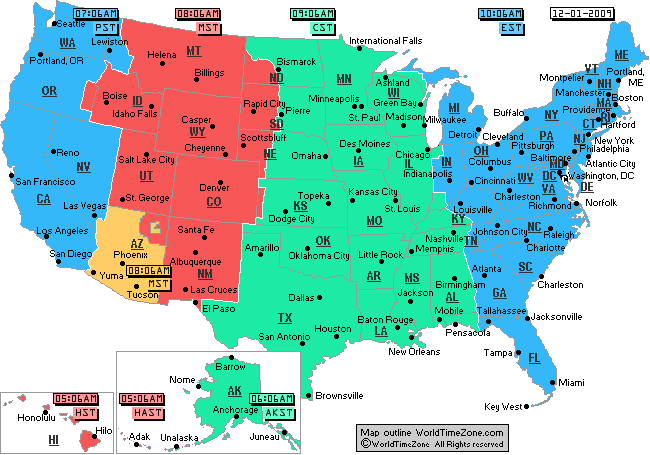 07:06AM
PST
08:06AM
MST
09:06AM
CST
10:06AM
EST
12-01-2009
Seattle
WA
Lewiston
Portland, OR
OR
Helena
MT
Billings
Boise
ID
Idaho Falls
Casper
WY
Cheyenne
Reno
NV
San Francisco
CA
Las Vegas
Los Angeles
San Diego
Salt Lake City
UT
St. George
Denver
CO
AZ
Phoenix
Yuma
08:06AM
MST
Tucson
Santa Fe
Albuquerque
NM
Las Cruces
El Paso
Bismarck
ND
Rapid City
Pierre
SD
Scottsbluff
NE
Omaha
International Falls
MN
Minneapolis
St. Paul
Ashland
WI
Green Bay
Madison
Milwaukee
Des Moines
IA
Chicago
IL
Topeka
KS
Dodge City
Kansas City
St. Louis
MO
Amarillo
OK
Oklahoma City
Little Rock
AR
Dallas
TX
San Antonio
Houston
Brownsville
Baton Rouge
LA
New Orleans
MS
Jackson
Memphis
Nashville
KY
TN
Birmingham
AL
Mobile
Pensacola
MI
Detroit
IN
Indianapolis
Cleveland
OH
Columbus
Cincinnati
Louisville
WV
Charleston
Pittsburgh
PA
Buffalo
NY
VT
Montpelier
ME
Portland,
ME
NH
Manchester
MA
Boston
Providence
RI
CT
Hartford
New York
NJ
Philadelphia
Atlantic City
Baltimore
MD
DC
Washington, DC
DE
VA
Richmond
Norfolk
Johnson City
NC
Raleigh
Charlotte
SC
Charleston
Atlanta
GA
Tallahassee
Jacksonville
Tampa
FL
Miami
Key West
05:06AM
HST
Honolulu
Hilo
HI
05:06AM
HAST
Barrow
Nome
AK
06:06AM
AKST
Anchorage
Adak
Unalaska
Juneau
Map outline WorldTimeZone.com
©WorldTimeZone All Rights reserved